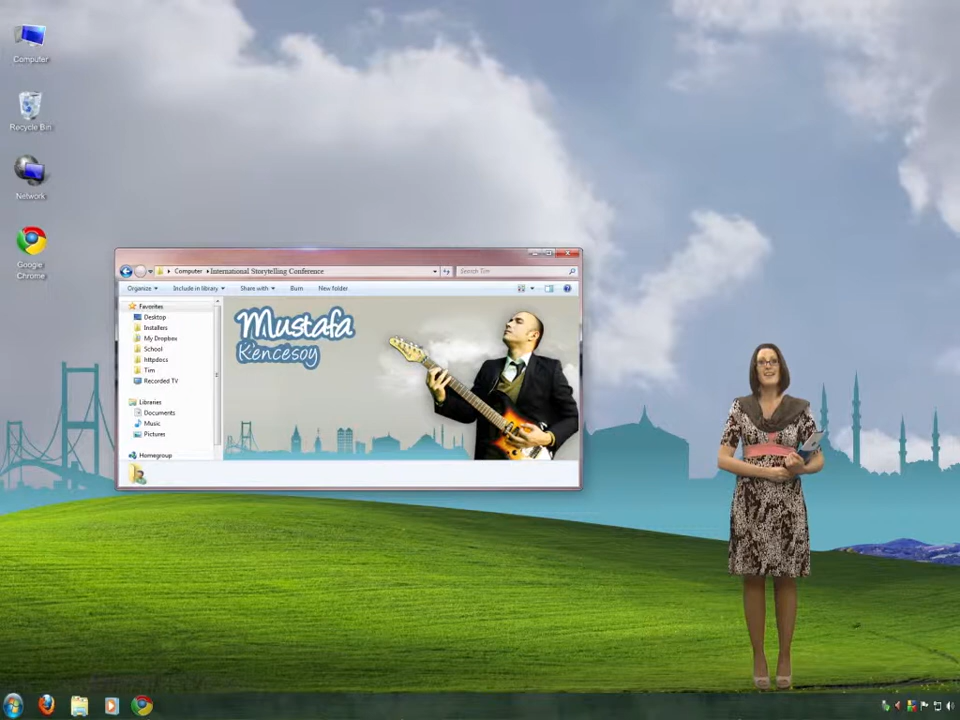 Computer
Recycle Bin
Network
Google
Chrome
Computer
International Storytelling Conference
Search Tim
Organize
Include in library
Share with
Burn
New folder
Favorites
Desktop
Installers
My Dropbox
School
httpdocs
Tim
Recorded TV
Libraries
Documents
Music
Pictures
Homegroup
Mustafa
Kencesoy